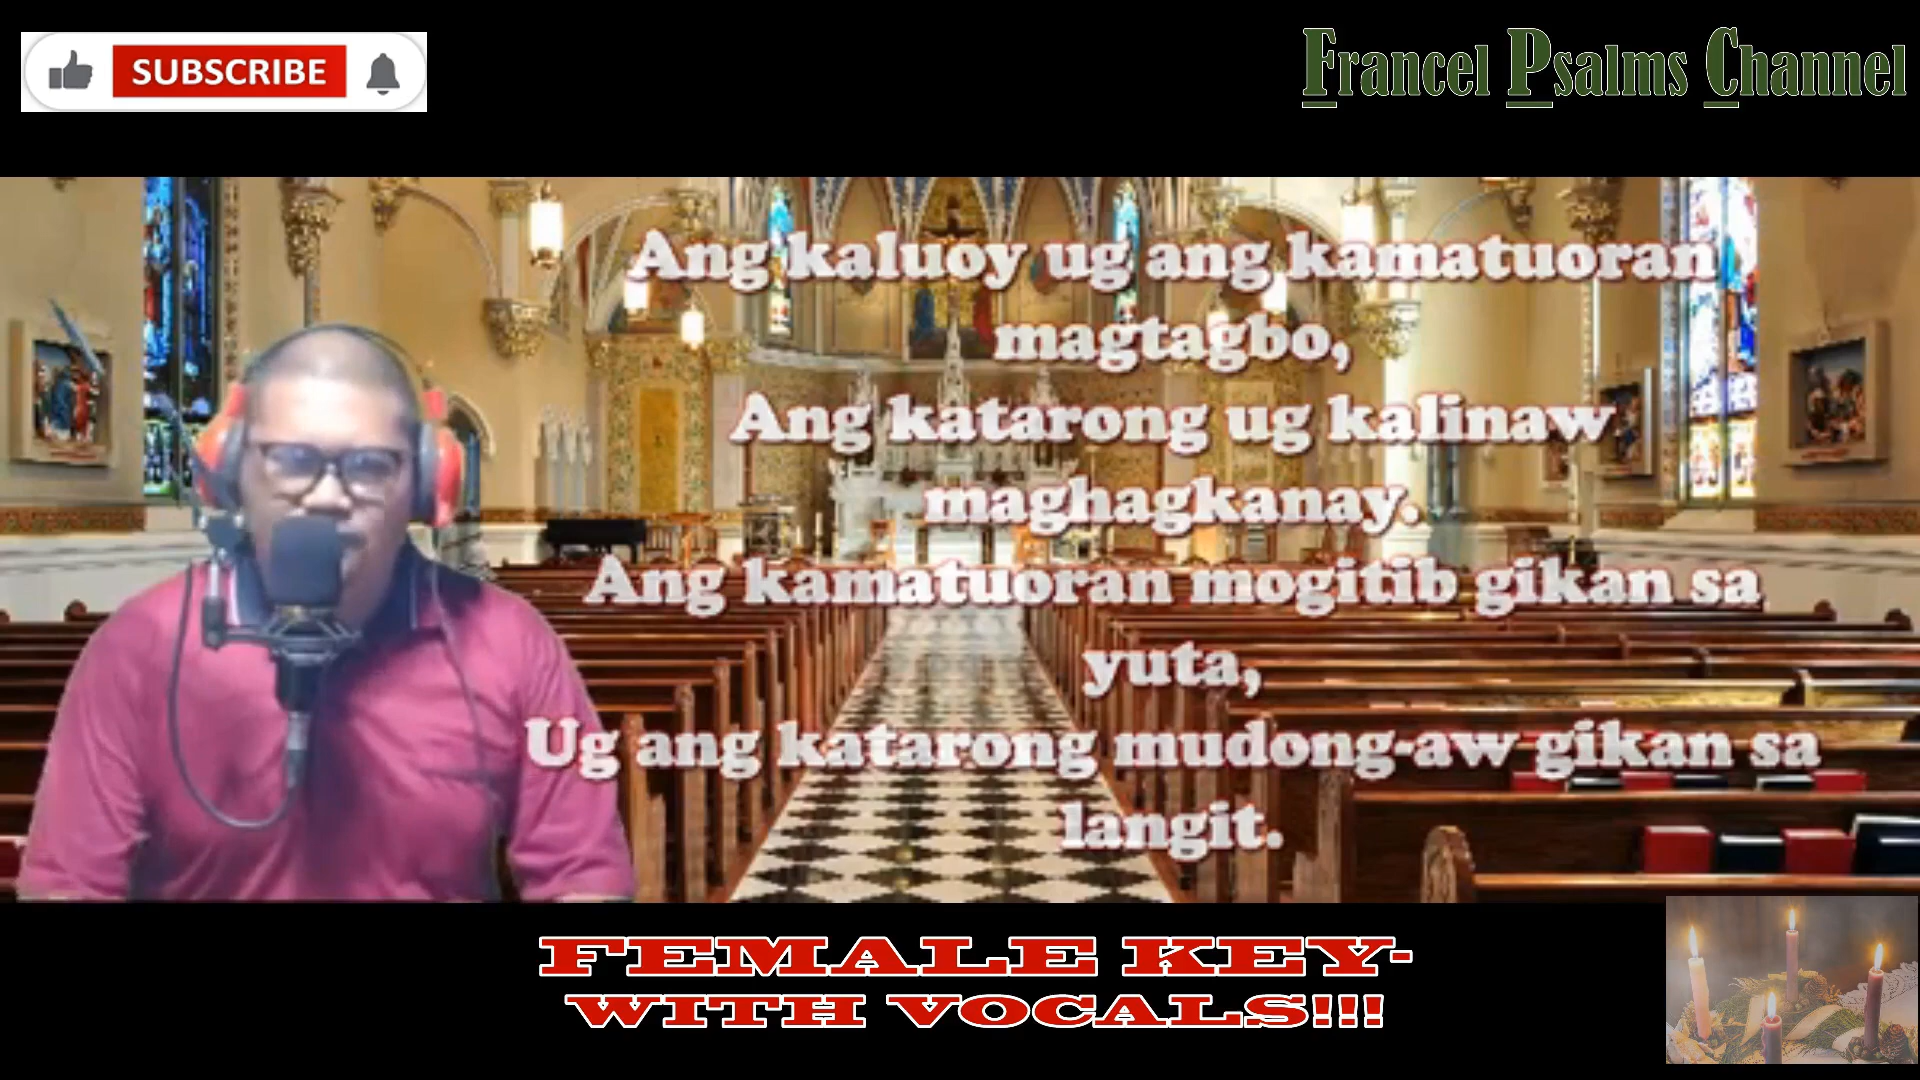 SUBSCRIBE
Francel Psalms Channel
Ang kaluoy ug ang kamatuoran
magtagbo,
Ang katarong ug kalinaw
maghagkanay.
Ang kamatuoran mogitib gikan sa
yuta,
Ug ang katarong mudong-aw gikan sa
langit.
FEMALE KEY-
WITH VOCALS!!!